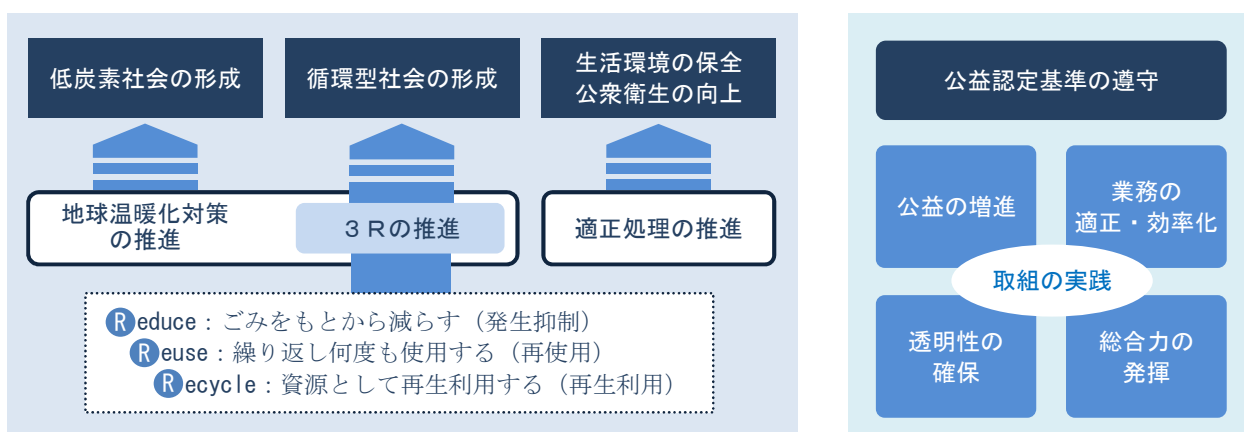 低炭素社会の形成
循環型社会の形成
生活環境の保全
公衆衛生の向上
地球温暖化対策
の推進
3Rの推進
適正処理の推進
Reduce：ごみをもとから減らす（発生抑制）
Reuse：繰り返し何度も使用する（再使用）
Recycle：資源として再生利用する（再生利用）
公益認定基準の遵守
公益の増進
業務の
適正・効率化
取組の実践
透明性の
確保
総合力の
発揮